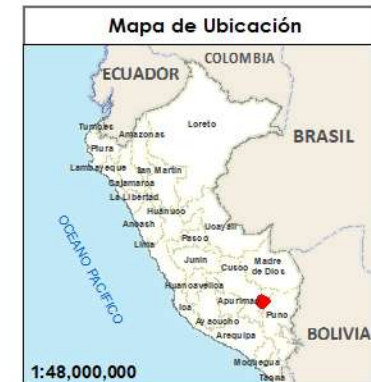 Mapa de Ubicación
COLOMBIA
ECUADOR
Loreto
Tumbes
Amazonas
Piura
BRASIL
Lambayeque
San Martin
Cajamarca
La Libertad
Huánuco
Ancash
Ucayali
Pasco
Lima
OCEANO PACIFICO
Junin
Madre
de Dios
Cusco
Huancavelica
Apurimac
Ica
Puno
Ayacucho
BOLIVIA
Arequipa
Moquegua
1:48,000,000
Tacna